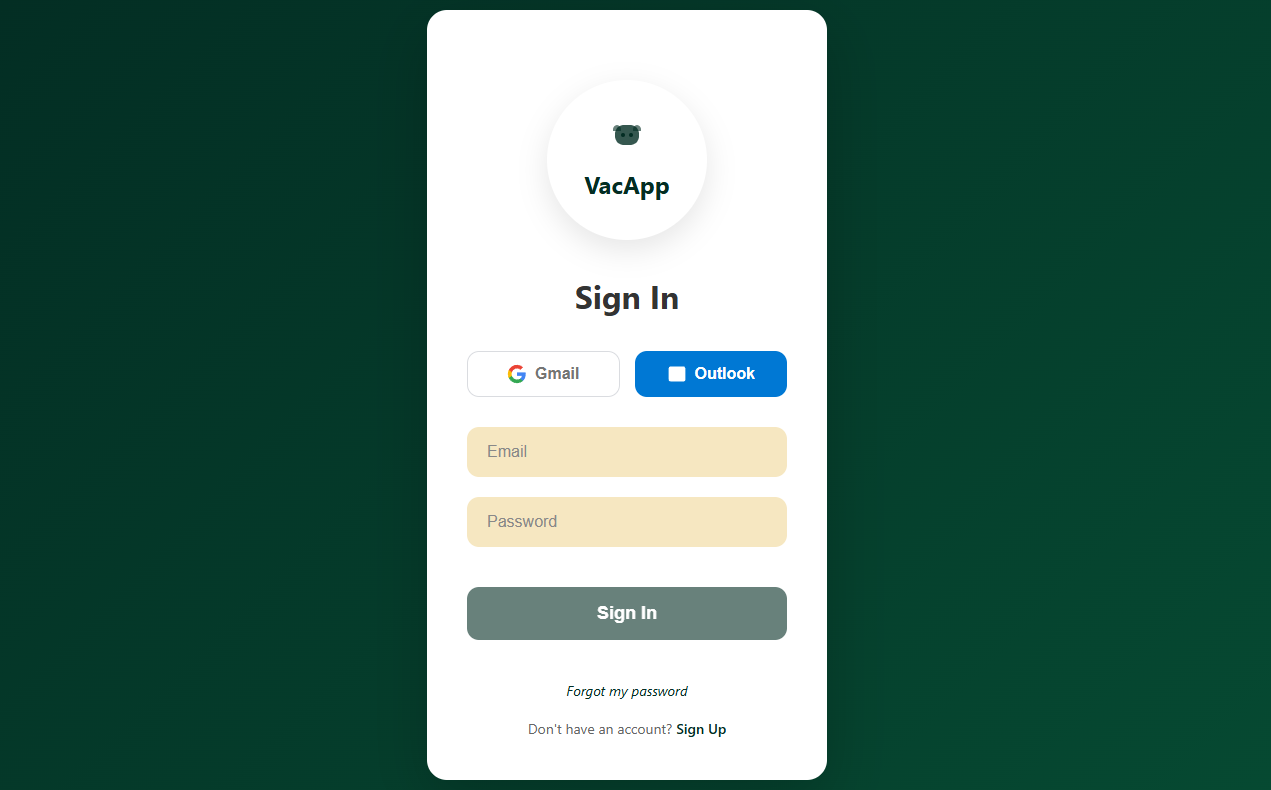 VacApp
Sign In
Gmail
Outlook
Email
Password
Sign In
Forgot my password
Don't have an account? Sign Up